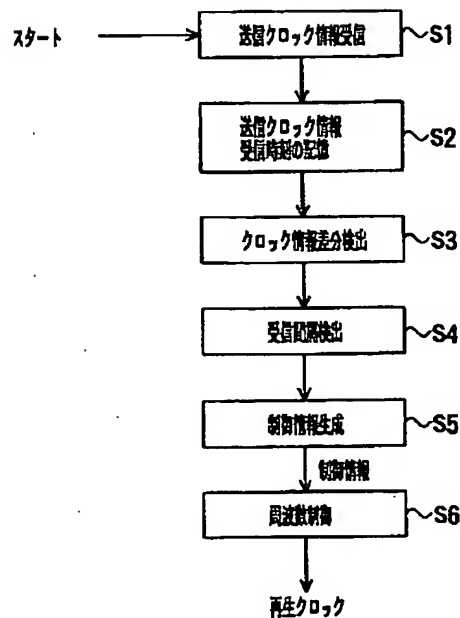 スタート
送信クロック情報受信
S1
送信クロック情報
受信時刻の記憶
S2
クロック情報差分検出
S3
受信間隔検出
S4
制御情報生成
S5
制御情報
周波数制御
S6
再生クロック